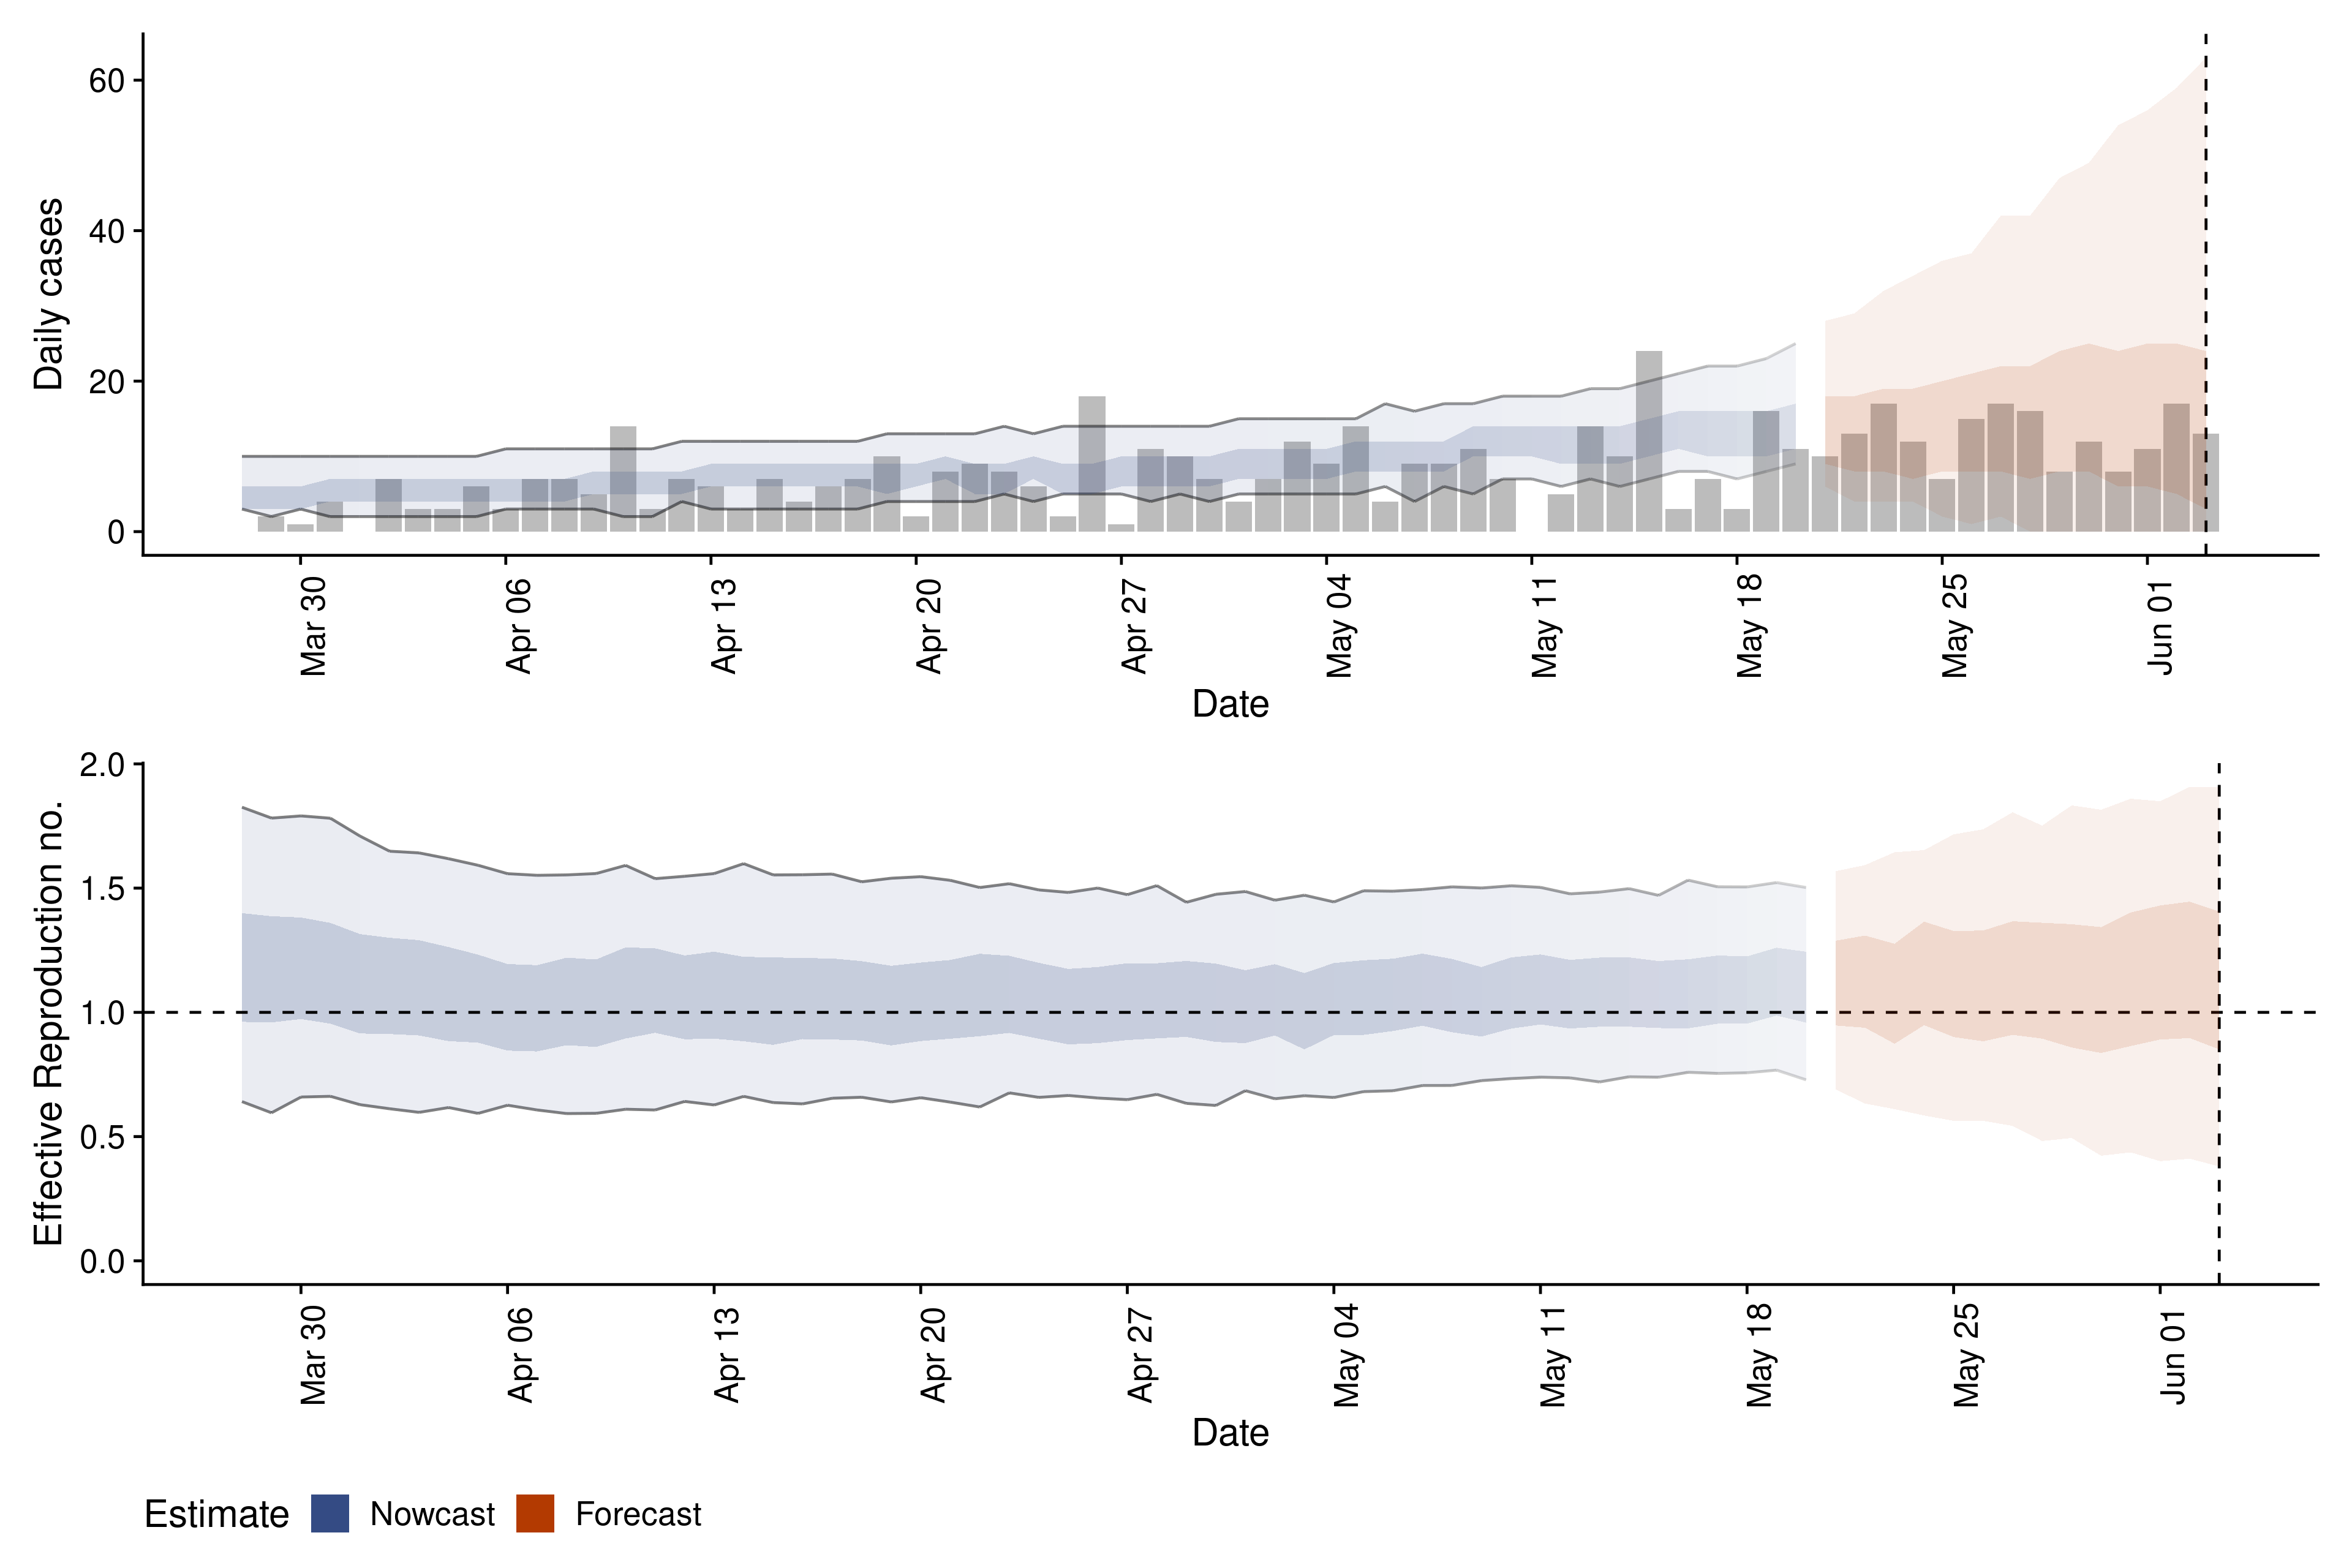 60
40
20
0
Daily cases
Mar 30
Apr 06
Apr 13
Apr 20
Apr 27
May 04
May 11
May 18
May 25
Jun 01
Date
2.0
1.5
1.0
0.5
0.0
Effective Reproduction no.
Mar 30
Apr 06
Apr 13
Apr 20
Apr 27
May 04
May 11
May 18
May 25
Jun 01
Date
Estimate Nowcast Forecast